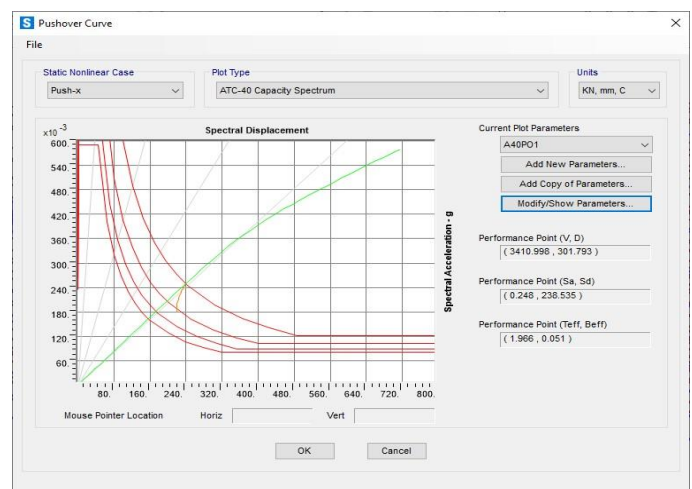 S Pushover Curve
File
Static Nonlinear Case
Plot Type
Units
Push-x
ATC-40 Capacity Spectrum
KN, mm, C
x10 -3
Spectral Displacement
600.
540.
480.
420.
360.
300.
240.
180.
120.
60.
80. 160. 240. 320. 400. 480. 560. 640. 720. 800.
Spectral Acceleration - g
Mouse Pointer Location Horiz Vert
Current Plot Parameters
A40PO1
Add New Parameters...
Add Copy of Parameters...
Modify/Show Parameters...
Performance Point (V, D)
( 3410.998 , 301.793 )
Performance Point (Sa, Sd)
( 0.248 , 238.535 )
Performance Point (Teff, Beff)
( 1.966 , 0.051 )
OK Cancel